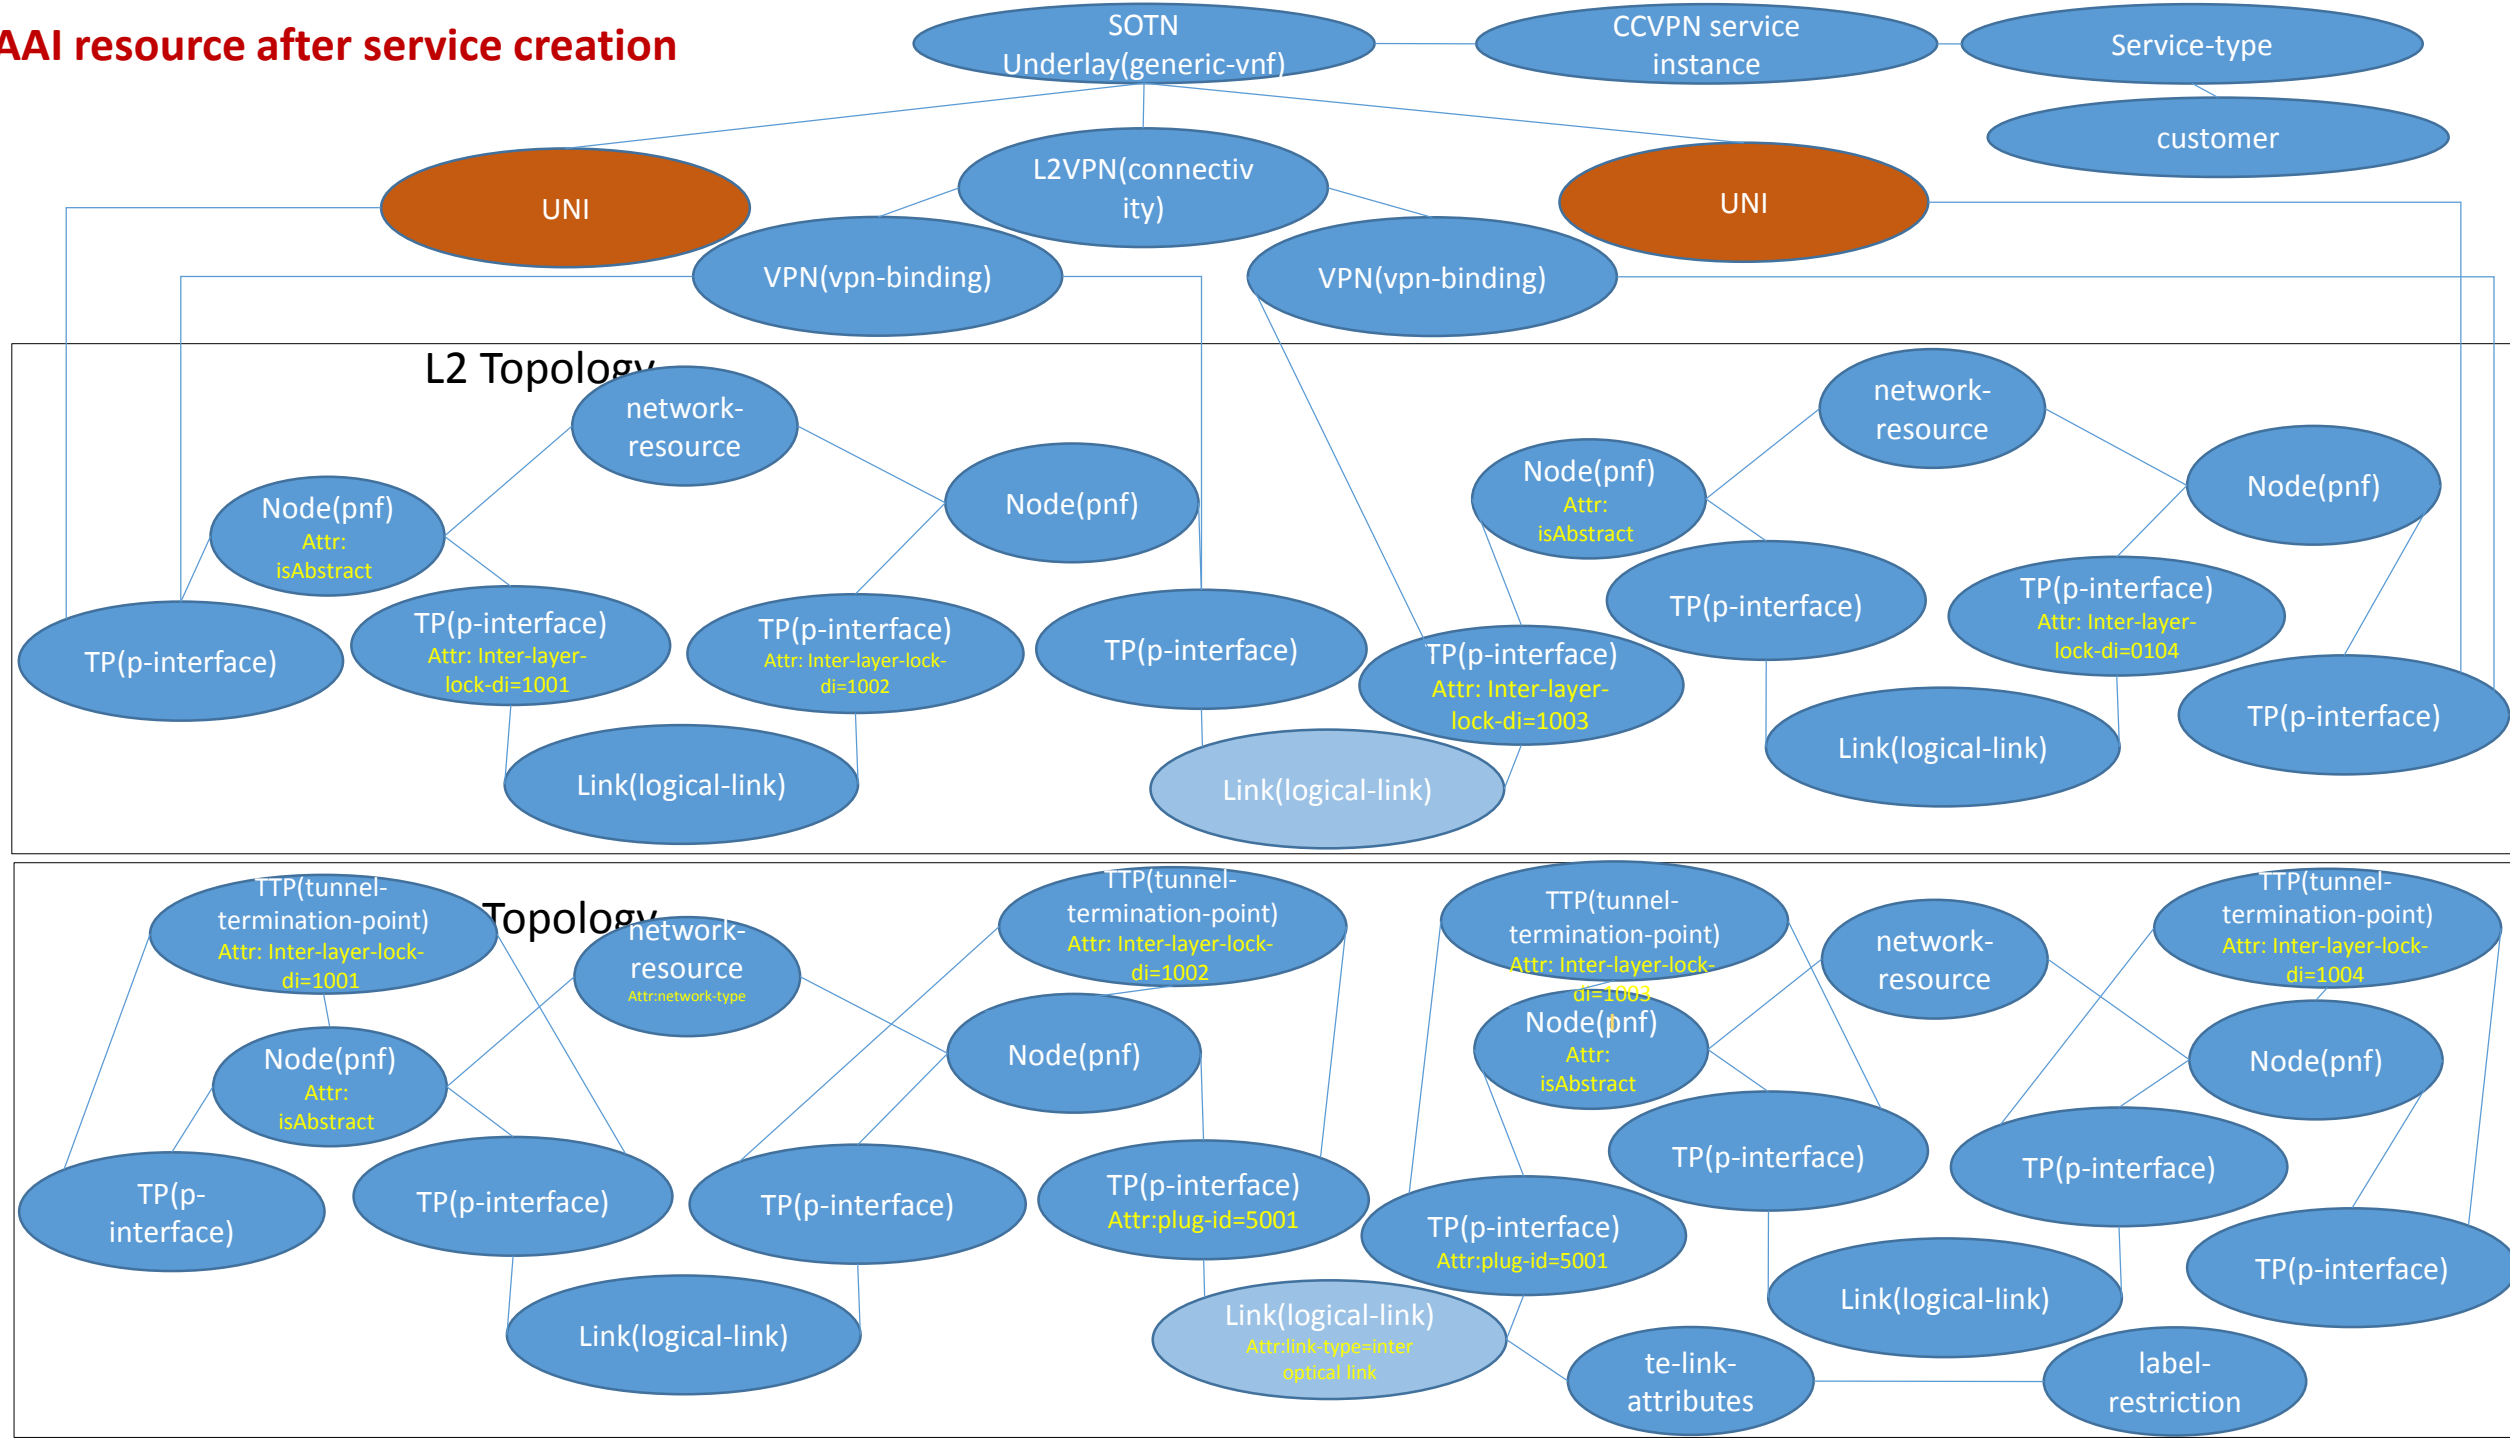 AAI resource after service creation
SOTN
Underlay(generic-vnf)
CCVPN service
instance
Service-type
customer
UNI
L2VPN(connectiv
ity)
UNI
VPN(vpn-binding)
VPN(vpn-binding)
L2 Topology
network-
resource
Node(pnf)
Attr:
isAbstract
Node(pnf)
network-
resource
Node(pnf)
Attr:
isAbstract
Node(pnf)
TP(p-interface)
TP(p-interface)
Attr: Inter-layer-
lock-di=1001
TP(p-interface)
Attr: Inter-layer-lock-
di=1002
TP(p-interface)
TP(p-interface)
Attr: Inter-layer-
lock-di=1003
TP(p-interface)
TP(p-interface)
Attr: Inter-layer-
lock-di=0104
TP(p-interface)
Link(logical-link)
Link(logical-link)
Link(logical-link)
Topology
TTP(tunnel-
termination-point)
Attr: Inter-layer-lock-
di=1001
network-
resource
Attr:network-type
TTP(tunnel-
termination-point)
Attr: Inter-layer-lock-
di=1002
TTP(tunnel-
termination-point)
Attr: Inter-layer-lock-
di=1003
network-
resource
TTP(tunnel-
termination-point)
Attr: Inter-layer-lock-
di=1004
Node(pnf)
Attr:
isAbstract
Node(pnf)
Node(pnf)
Attr:
isAbstract
Node(pnf)
TP(p-
interface)
TP(p-interface)
TP(p-interface)
TP(p-interface)
Attr:plug-id=5001
TP(p-interface)
Attr:plug-id=5001
TP(p-interface)
TP(p-interface)
TP(p-interface)
Link(logical-link)
Link(logical-link)
Attr:link-type=inter
optical link
Link(logical-link)
te-link-
attributes
label-
restriction